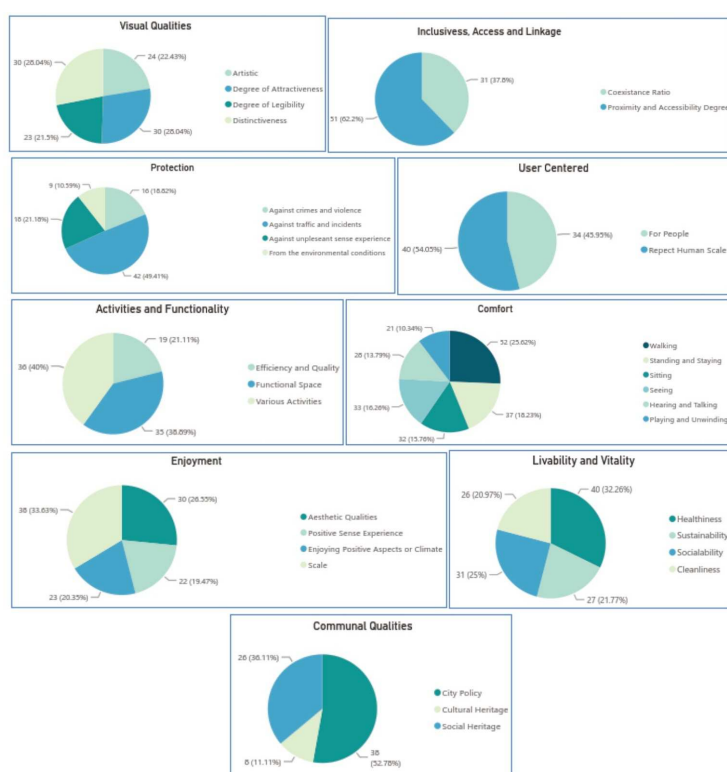 Visual Qualities
24 (22.43%)
30 (28.04%)
23 (21.5%)
30 (28.04%)
Artistic
Degree of Attractiveness
Degree of Legibility
Distinctiveness
Inclusivess, Access and Linkage
31 (37.8%)
51 (62.2%)
Coexistance Ratio
Proximity and Accessibility Degree
Protection
9 (10.59%)
16 (18.82%)
18 (21.18%)
42 (49.41%)
Against crimes and violence
Against traffic and incidents
Against unpleseant sense experience
From the environmental conditions
User Centered
34 (45.95%)
40 (54.05%)
For People
Repect Human Scale
Activities and Functionality
19 (21.11%)
36 (40%)
35 (38.89%)
Efficiency and Quality
Functional Space
Various Activities
Comfort
21 (10.34%)
52 (25.62%)
28 (13.79%)
33 (16.26%)
37 (18.23%)
32 (15.76%)
Walking
Standing and Staying
Sitting
Seeing
Hearing and Talking
Playing and Unwinding
Enjoyment
30 (26.55%)
38 (33.63%)
22 (19.47%)
23 (20.35%)
Aesthetic Qualities
Positive Sense Experience
Enjoying Positive Aspects or Climate
Scale
Livability and Vitality
40 (32.26%)
26 (20.97%)
31 (25%)
27 (21.77%)
Healthiness
Sustainability
Socialability
Cleanliness
Communal Qualities
26 (36.11%)
8 (11.11%)
38
(52.78%)
City Policy
Cultural Heritage
Social Heritage